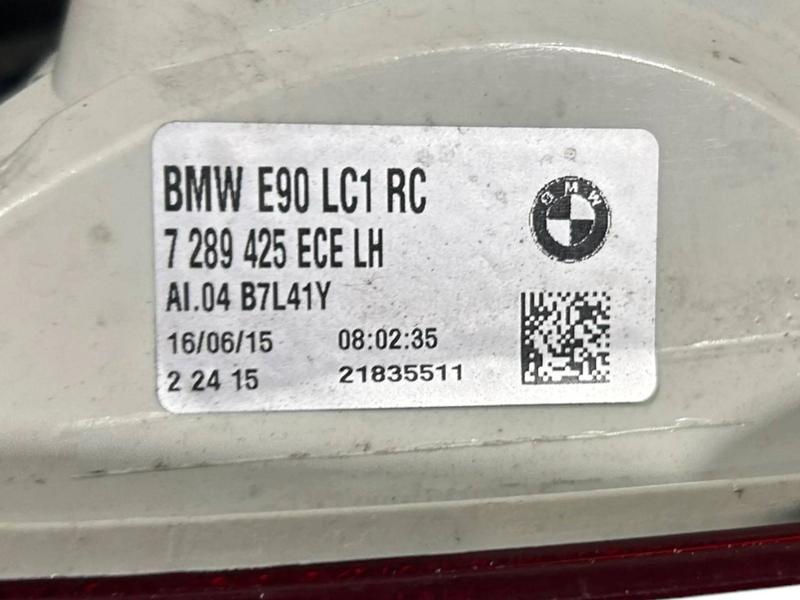 BMW E90 LC1 RC
BMW
7 289 425 ECE LH
AI.04 B7L41Y
16/06/15 08:02:35
2 24 15 21835511